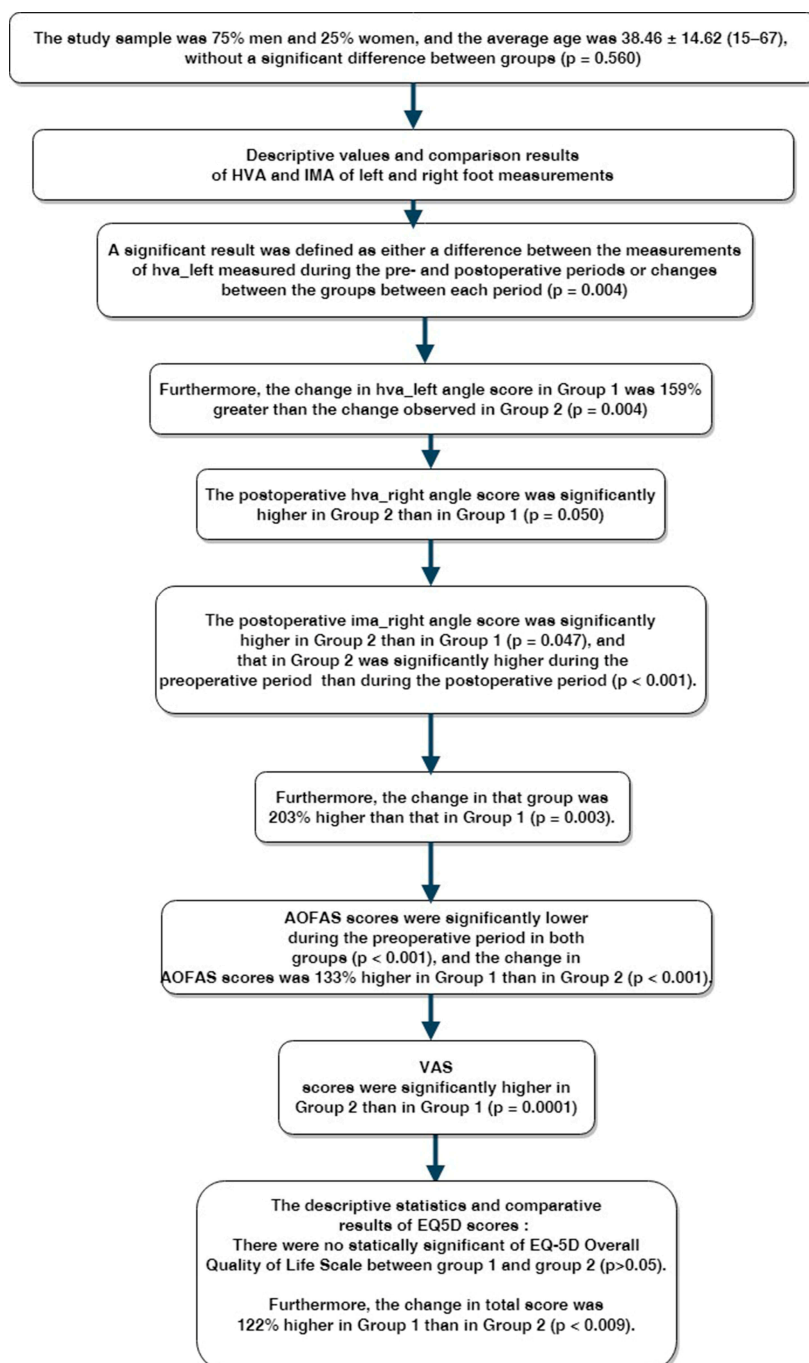 The study sample was 75% men and 25% women, and the average age was 38.46 ± 14.62 (15–67),
without a significant difference between groups (p = 0.560)
Descriptive values and comparison results
of HVA and IMA of left and right foot measurements
A significant result was defined as either a difference between the measurements
of hva_left measured during the pre- and postoperative periods or changes
between the groups between each period (p = 0.004)
Furthermore, the change in hva_left angle score in Group 1 was 159%
greater than the change observed in Group 2 (p = 0.004)
The postoperative hva_right angle score was significantly
higher in Group 2 than in Group 1 (p = 0.050)
The postoperative ima_right angle score was significantly
higher in Group 2 than in Group 1 (p = 0.047), and
that in Group 2 was significantly higher during the
preoperative period than during the postoperative period (p < 0.001).
Furthermore, the change in that group was
203% higher than that in Group 1 (p = 0.003).
AOFAS scores were significantly lower
during the preoperative period in both
groups (p < 0.001), and the change in
AOFAS scores was 133% higher in Group 1 than in Group 2 (p < 0.001).
VAS
scores were significantly higher in
Group 2 than in Group 1 (p = 0.0001)
The descriptive statistics and comparative
results of EQ5D scores :
There were no statically significant of EQ-5D Overall
Quality of Life Scale between group 1 and group 2 (p>0.05).
Furthermore, the change in total score was
122% higher in Group 1 than in Group 2 (p < 0.009).